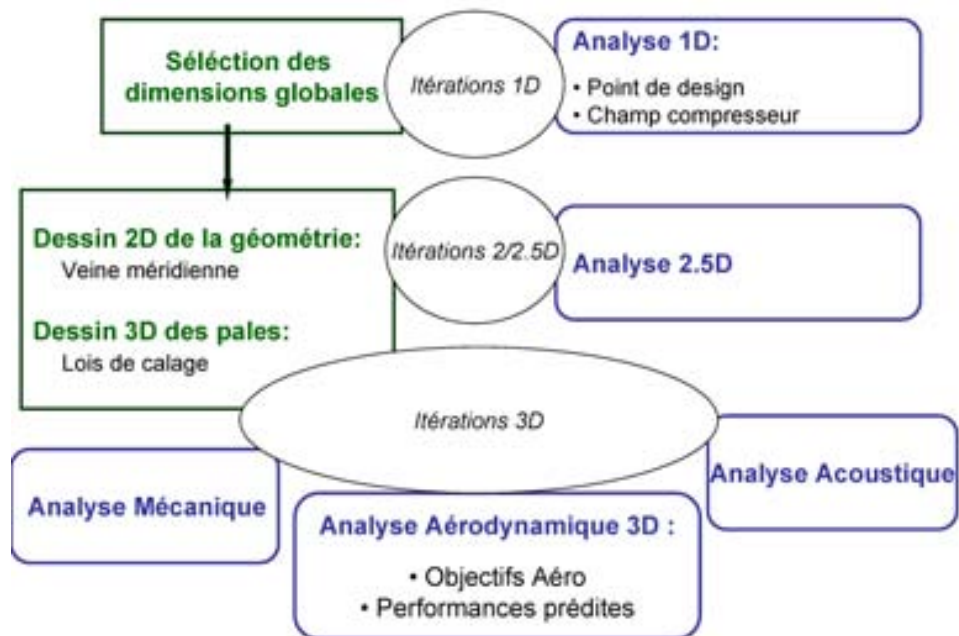 Séléction des
dimensions globales
Itérations 1D
Analyse 1D:
• Point de design
• Champ compresseur
Dessin 2D de la géométrie:
Veine méridienne
Dessin 3D des pales:
Lois de calage
Itérations 2/2.5D
Analyse 2.5D
Itérations 3D
Analyse Mécanique
Analyse Aérodynamique 3D :
• Objectifs Aéro
• Performances prédites
Analyse Acoustique